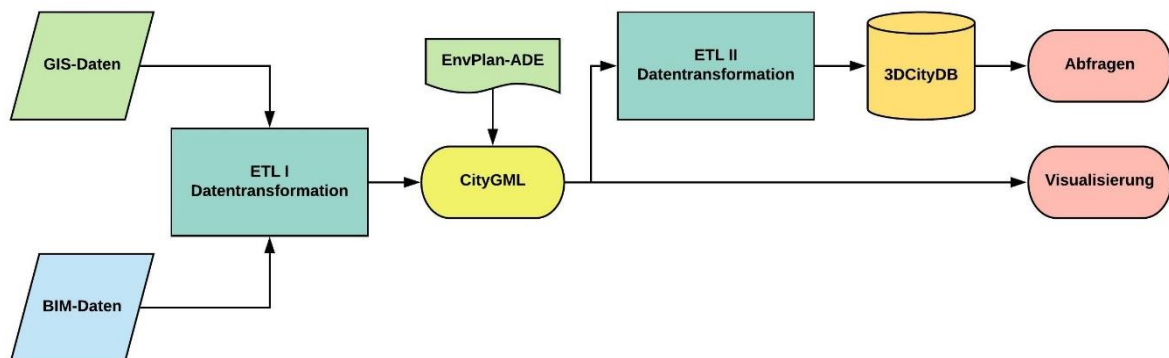 GIS-Daten
BIM-Daten
ETL I
Datentransformation
EnvPlan-ADE
CityGML
ETL II
Datentransformation
3DCityDB
Abfragen
Visualisierung